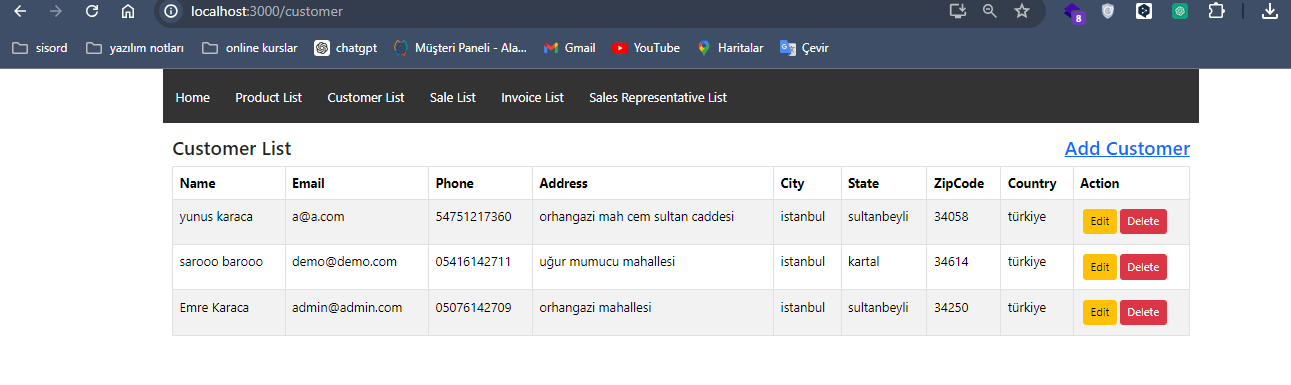 localhost:3000/customer
8
sisord yazılım notları online kurslar chatgpt Müşteri Paneli - Ala... Gmail YouTube Haritalar Çevir
Home Product List Customer List Sale List Invoice List Sales Representative List
Customer List Add Customer
Name Email Phone Address City State ZipCode Country Action
yunus karaca a@a.com 54751217360 orhangazi mah cem sultan caddesi istanbul sultanbeyli 34058 türkiye Edit Delete
sarooo barooo demo@demo.com 05416142711 uğur mumucu mahallesi istanbul kartal 34614 türkiye Edit Delete
Emre Karaca admin@admin.com 05076142709 orhangazi mahallesi istanbul sultanbeyli 34250 türkiye Edit Delete